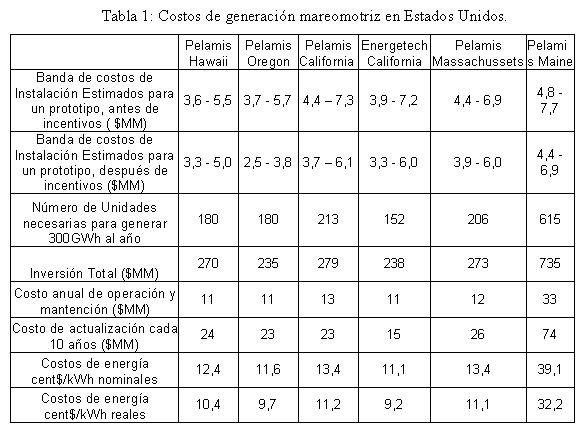 Tabla 1: Costos de generación mareomotriz en Estados Unidos.
Pelamis Hawaii
Pelamis Oregon
Pelamis California
Energetech California
Pelamis Massachussets
Pelami s Maine
Banda de costos de
Instalación Estimados para
un prototipo, antes de
incentivos ( $MM)
3,6 - 5,5
3,7 - 5,7
4,4 – 7,3
3,9 - 7,2
4,4 - 6,9
4,8 -
7,7
Banda de costos de
Instalación Estimados para
un prototipo, después de
incentivos ($MM)
3,3 - 5,0
2,5 - 3,8
3,7 – 6,1
3,3 - 6,0
3,9 - 6,0
4,4 -
6,9
Número de Unidades
necesarias para generar
300GWh al año
180
180
213
152
206
615
Inversión Total ($MM)
270
235
279
238
273
735
Costo anual de operación y
mantención ($MM)
11
11
13
11
12
33
Costo de actualización cada
10 años ($MM)
24
23
23
15
26
74
Costos de energía
cent$/kWh nominales
12,4
11,6
13,4
11,1
13,4
39,1
Costos de energía
cent$/kWh reales
10,4
9,7
11,2
9,2
11,1
32,2